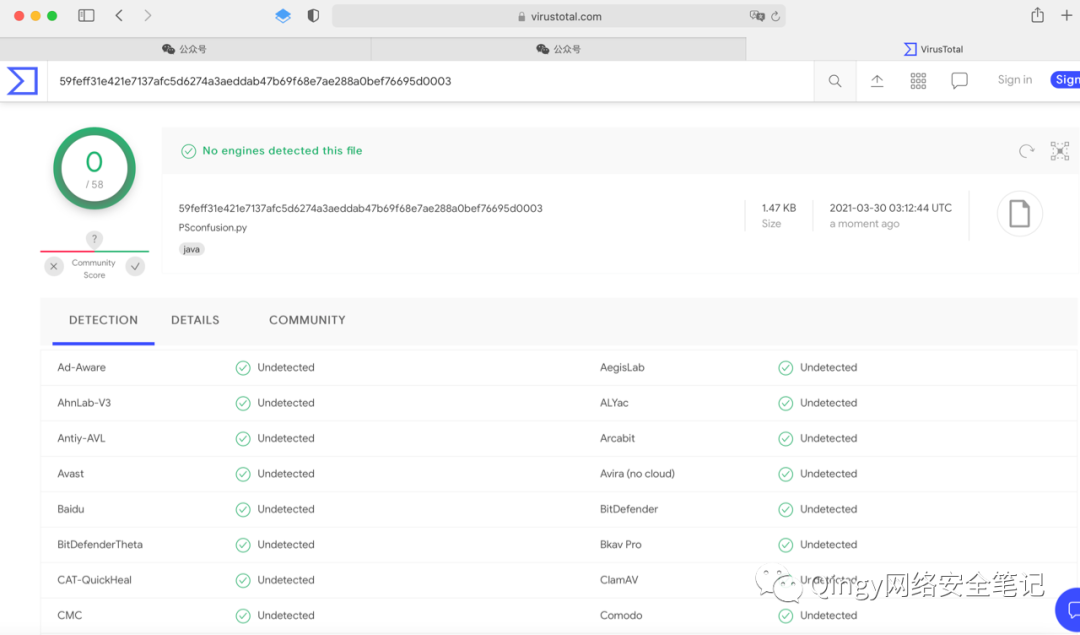 virustotal.com
公众号
公众号
VirusTotal
59feff31e421e7137afc5d6274a3aeddab47b69f68e7ae288a0bef76695d0003
Sign in
Sign
0
/ 58
No engines detected this file
59feff31e421e7137afc5d6274a3aeddab47b69f68e7ae288a0bef76695d0003
PSconfusion.py
java
1.47 KB
Size
2021-03-30 03:12:44 UTC
a moment ago
?
Community
Score
DETECTION DETAILS COMMUNITY
Ad-Aware Undetected AegisLab Undetected
AhnLab-V3 Undetected ALYac Undetected
Antiy-AVL Undetected Arcabit Undetected
Avast Undetected Avira (no cloud) Undetected
Baidu Undetected BitDefender Undetected
BitDefenderTheta Undetected Bkav Pro Undetected
CAT-QuickHeal Undetected ClamAV Undetected
Qingy网络安全笔记
CMC Undetected Comodo Undetected